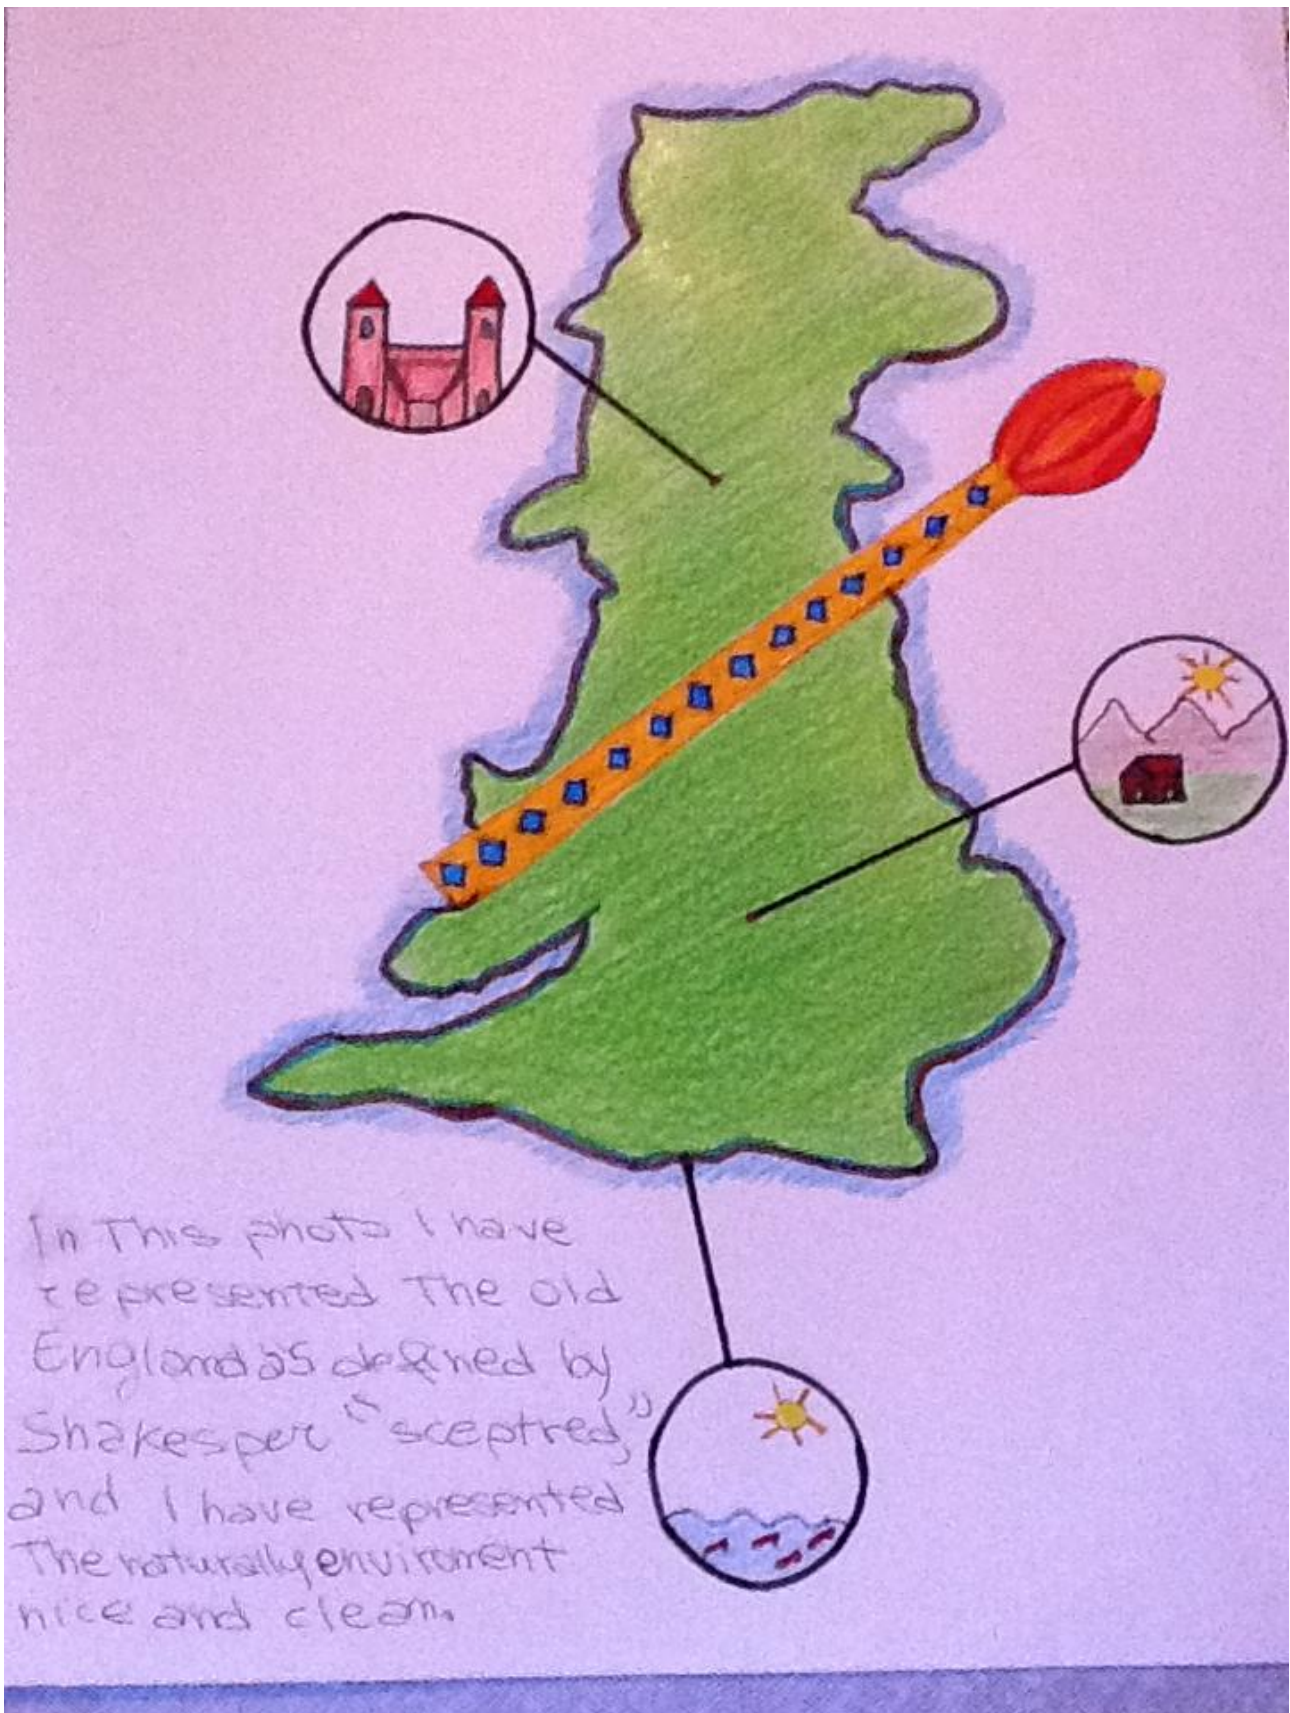 In This photo I have
represented The old
England as defined by
Shakesper "sceptred,"
and I have represented
The naturally enviroment
nice and clean.